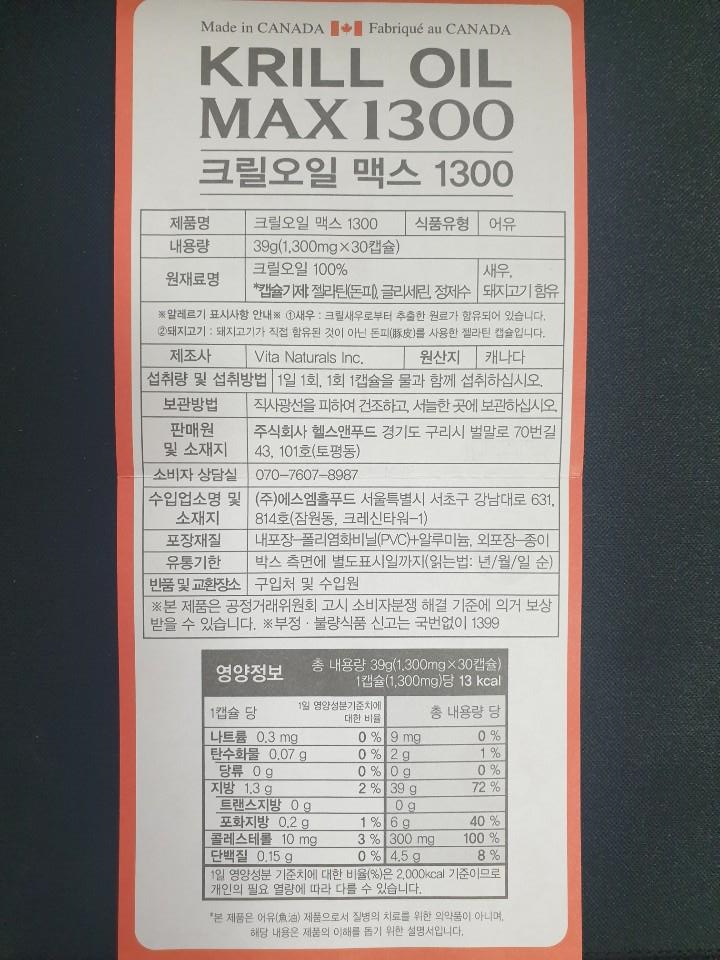 Made in CANADA Fabriqué au CANADA
KRILL OIL
MAX 1300
크릴오일 맥스 1300
제품명 크릴오일 맥스 1300 식품유형 어유
내용량 39g(1,300mg×30캡슐)
원재료명 크릴오일 100% 새우,
*캡슐기제: 젤라틴(돈피), 글리세린, 정제수 돼지고기 함유
※알레르기 표시사항 안내※ ①새우 : 크릴새우로부터 추출한 원료가 함유되어 있습니다.
②돼지고기 : 돼지고기가 직접 함유된 것이 아닌 돈피(豚皮)를 사용한 젤라틴 캡슐입니다.
제조사 Vita Naturals Inc. 원산지 캐나다
섭취량 및 섭취방법 1일 1회, 1회 1캡슐을 물과 함께 섭취하십시오.
보관방법 직사광선을 피하여 건조하고, 서늘한 곳에 보관하십시오.
판매원 주식회사 헬스앤푸드 경기도 구리시 벌말로 70번길
및 소재지 43, 101호(토평동)
소비자 상담실 070-7607-8987
수입업소명 및 (주)에스엠홀푸드 서울특별시 서초구 강남대로 631,
소재지 814호(잠원동, 크레신타워-1)
포장재질 내포장-폴리염화비닐(PVC)+알루미늄, 외포장-종이
유통기한 박스 측면에 별도표시일까지(읽는법: 년/월/일 순)
반품 및 교환장소 구입처 및 수입원
※본 제품은 공정거래위원회 고시 소비자분쟁 해결 기준에 의거 보상
받을 수 있습니다. ※부정 · 불량식품 신고는 국번없이 1399
영양정보 총 내용량 39g(1,300mg×30캡슐)
1캡슐(1,300mg)당 13 kcal
1캡슐 당 1일 영양성분기준치에 총 내용량 당
대한 비율
나트륨 0.3 mg 0 % 9 mg 0 %
탄수화물 0.07 g 0 % 2 g 1 %
당류 0 g 0 % 0 g 0 %
지방 1.3 g 2 % 39 g 72 %
트랜스지방 0 g 0 g
포화지방 0.2 g 1 % 6 g 40 %
콜레스테롤 10 mg 3 % 300 mg 100 %
단백질 0.15 g 0 % 4.5 g 8 %
1일 영양성분 기준치에 대한 비율(%)은 2,000kcal 기준이므로
개인의 필요 열량에 따라 다를 수 있습니다.
*본 제품은 어유(魚油) 제품으로서 질병의 치료를 위한 의약품이 아니며,
해당 내용은 제품의 이해를 돕기 위한 설명서입니다.